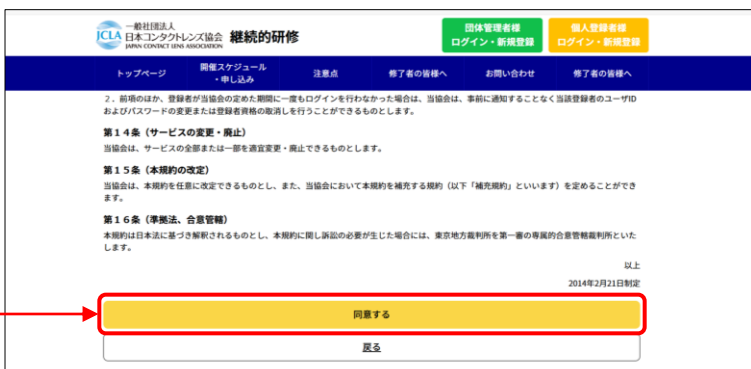 一般社団法人
JCLA 日本コンタクトレンズ協会 継続的研修
JAPAN CONTACT LENS ASSOCIATION
団体管理者様
ログイン・新規登録
個人登録者様
ログイン・新規登録
トップページ
開催スケジュール
・申し込み
注意点
修了者の皆様へ
お問い合わせ
修了者の皆様へ
2．前項のほか、登録者が当協会の定めた期間に一度もログインを行わなかった場合は、当協会は、事前に通知することなく当該登録者のユーザID
およびパスワードの変更または登録者資格の取消しを行うことができるものとします。
第１４条（サービスの変更・廃止）
当協会は、サービスの全部または一部を適宜変更・廃止できるものとします。
第１５条（本規約の改定）
当協会は、本規約を任意に改定できるものとし、また、当協会において本規約を補充する規約（以下「補充規約」といいます）を定めることができ
ます。
第１６条（準拠法、合意管轄）
本規約は日本法に基づき解釈されるものとし、本規約に関し訴訟の必要が生じた場合には、東京地方裁判所を第一審の専属的合意管轄裁判所といた
します。
以上
2014年2月21日制定
同意する
戻る